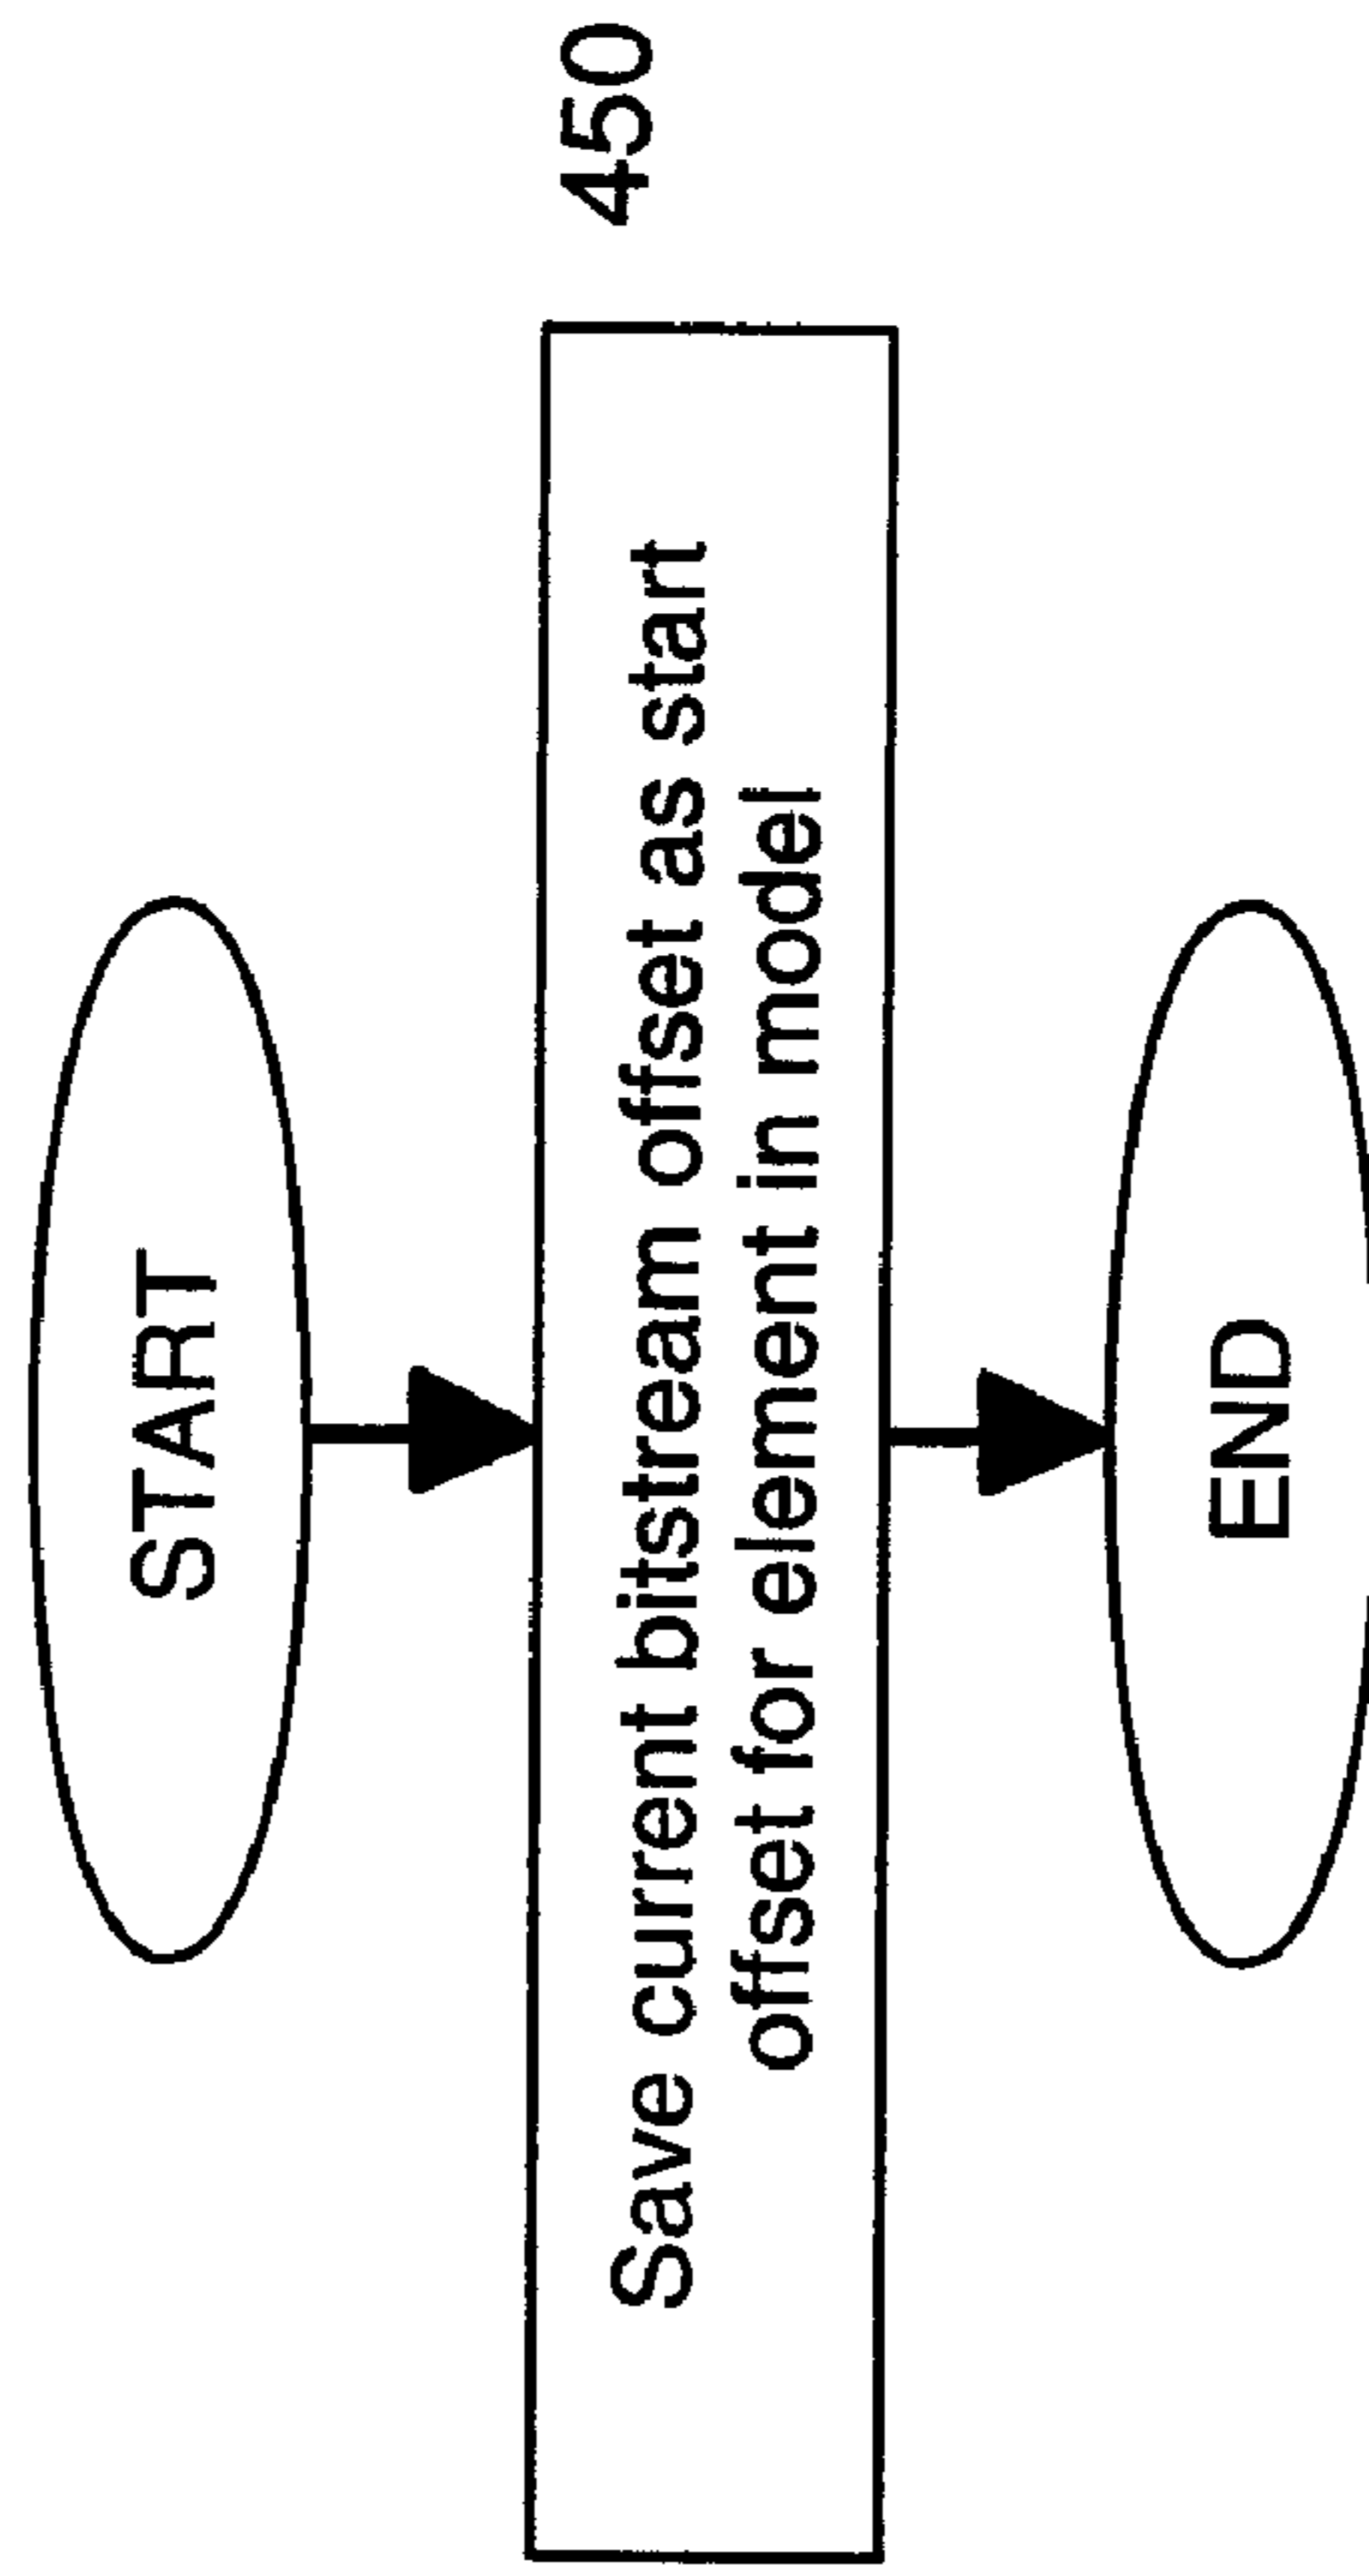 START
450
Save current bitstream offset as start
offset for element in model
END